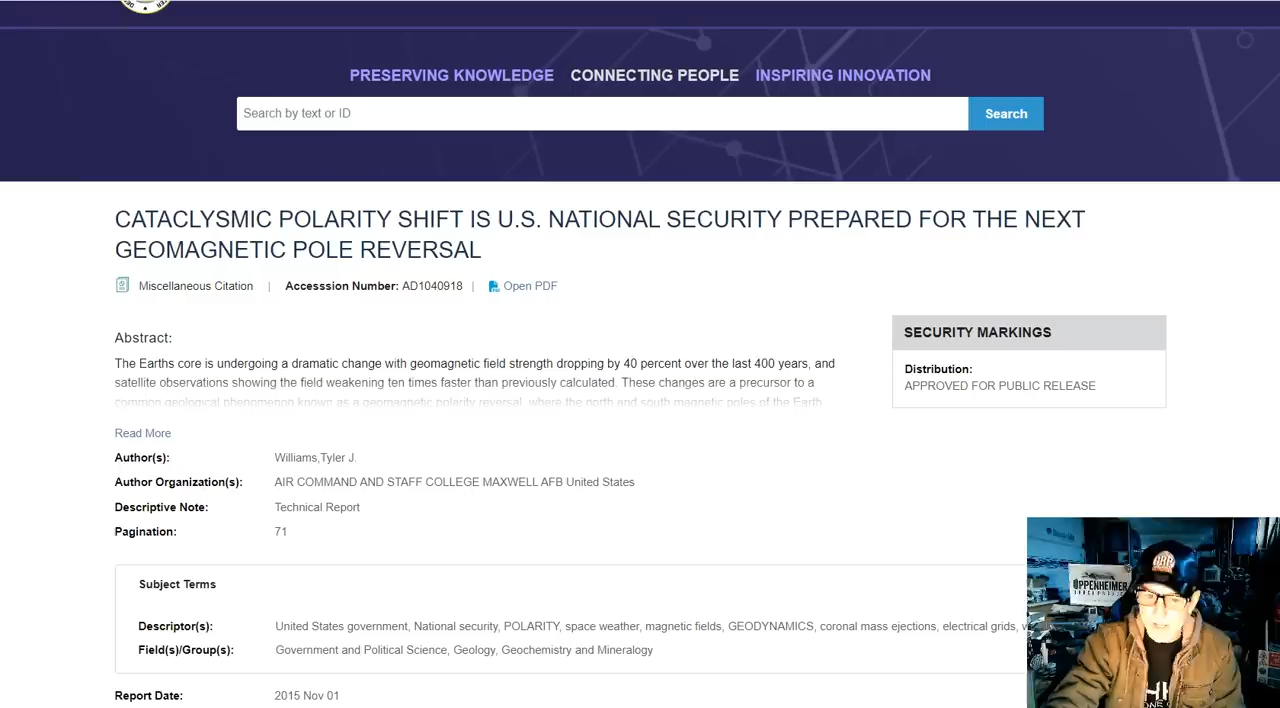 PRESERVING KNOWLEDGE CONNECTING PEOPLE INSPIRING INNOVATION
Search by text or ID
Search
CATACLYSMIC POLARITY SHIFT IS U.S. NATIONAL SECURITY PREPARED FOR THE NEXT
GEOMAGNETIC POLE REVERSAL
Miscellaneous Citation | Accesssion Number: AD1040918 | Open PDF
Abstract:
The Earths core is undergoing a dramatic change with geomagnetic field strength dropping by 40 percent over the last 400 years, and
satellite observations showing the field weakening ten times faster than previously calculated. These changes are a precursor to a
common geological phenomenon known as a geomagnetic polarity reversal, where the north and south magnetic poles of the Earth
Read More
SECURITY MARKINGS
Distribution:
APPROVED FOR PUBLIC RELEASE
Author(s): Williams,Tyler J.
Author Organization(s): AIR COMMAND AND STAFF COLLEGE MAXWELL AFB United States
Descriptive Note: Technical Report
Pagination: 71
Subject Terms
Descriptor(s): United States government, National security, POLARITY, space weather, magnetic fields, GEODYNAMICS, coronal mass ejections, electrical grids,
Field(s)/Group(s): Government and Political Science, Geology, Geochemistry and Mineralogy
Report Date: 2015 Nov 01
OPPENHEIMER